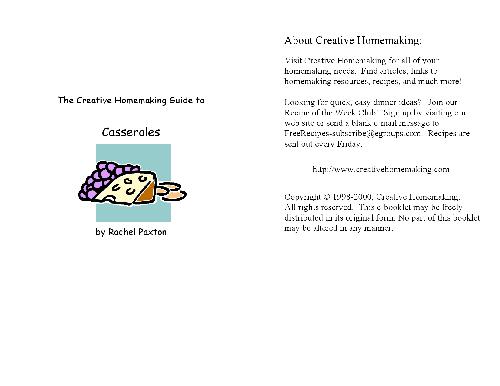 The Creative Homemaking Guide to
Casseroles
by Rachel Paxton
About Creative Homemaking:
Visit Creative Homemaking for all of your
homemaking needs. Find articles, links to
homemaking resources, recipes, and much more!
Looking for quick, easy dinner ideas? Join our
Recipe of the Week Club. Sign up by visiting our
web site or send a blank e-mail message to
FreeRecipes-subscribe@egroups.com. Recipes are
sent out every Friday.
http://www.creativehomemaking.com
Copyright © 1998-2000, Creative Homemaking.
All rights reserved. This e-booklet may be freely
distributed in its original form. No part of this booklet
may be altered in any manner.